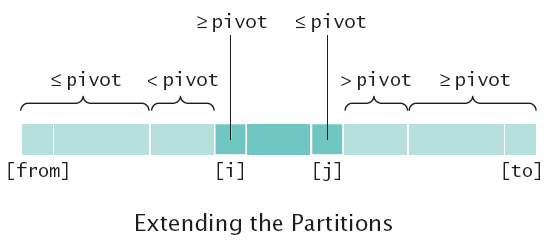 ≥ pivot ≤ pivot
≤ pivot < pivot > pivot ≥ pivot
[from] [i] [j] [to]
Extending the Partitions